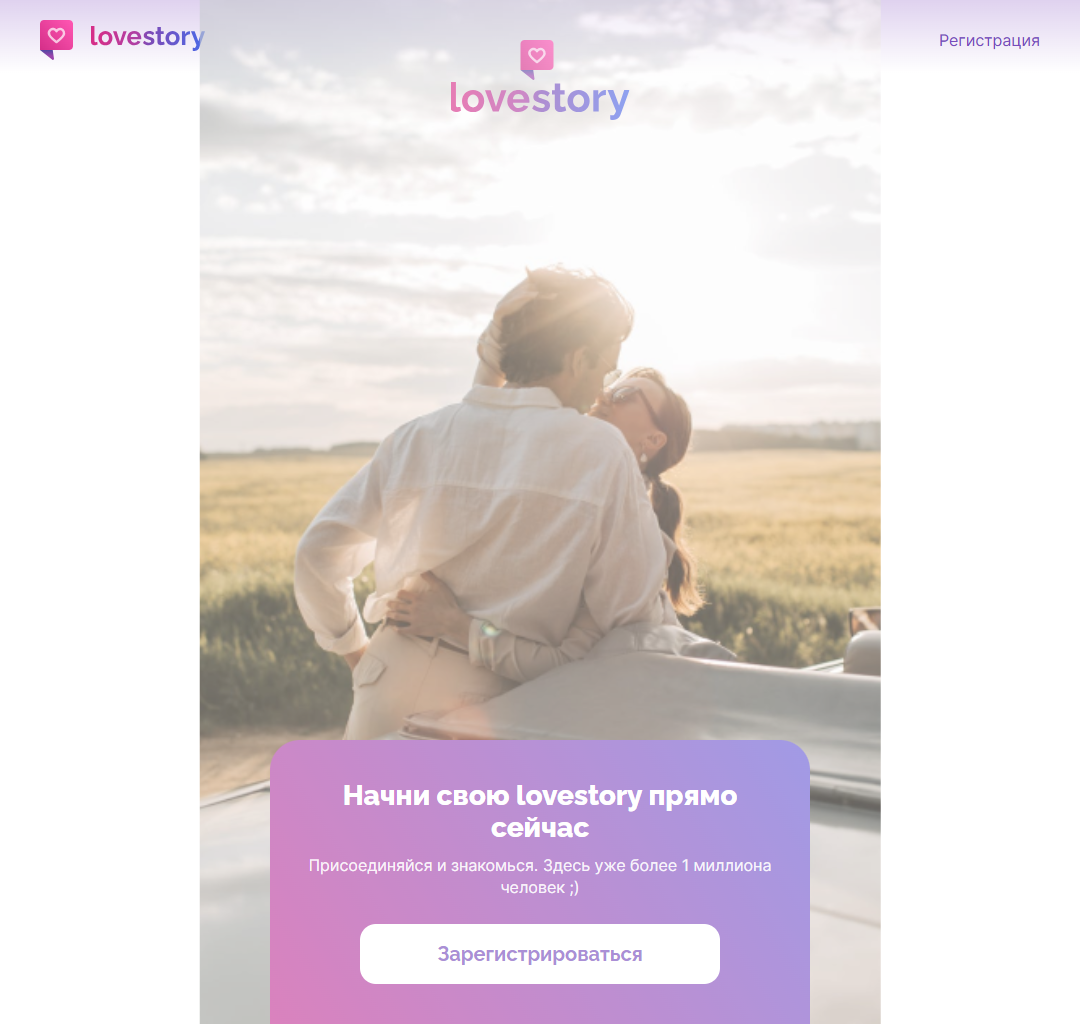 lovestory
Регистрация
lovestory
Начни свою lovestory прямо
сейчас
Присоединяйся и знакомься. Здесь уже более 1 миллиона
человек ;)
Зарегистрироваться